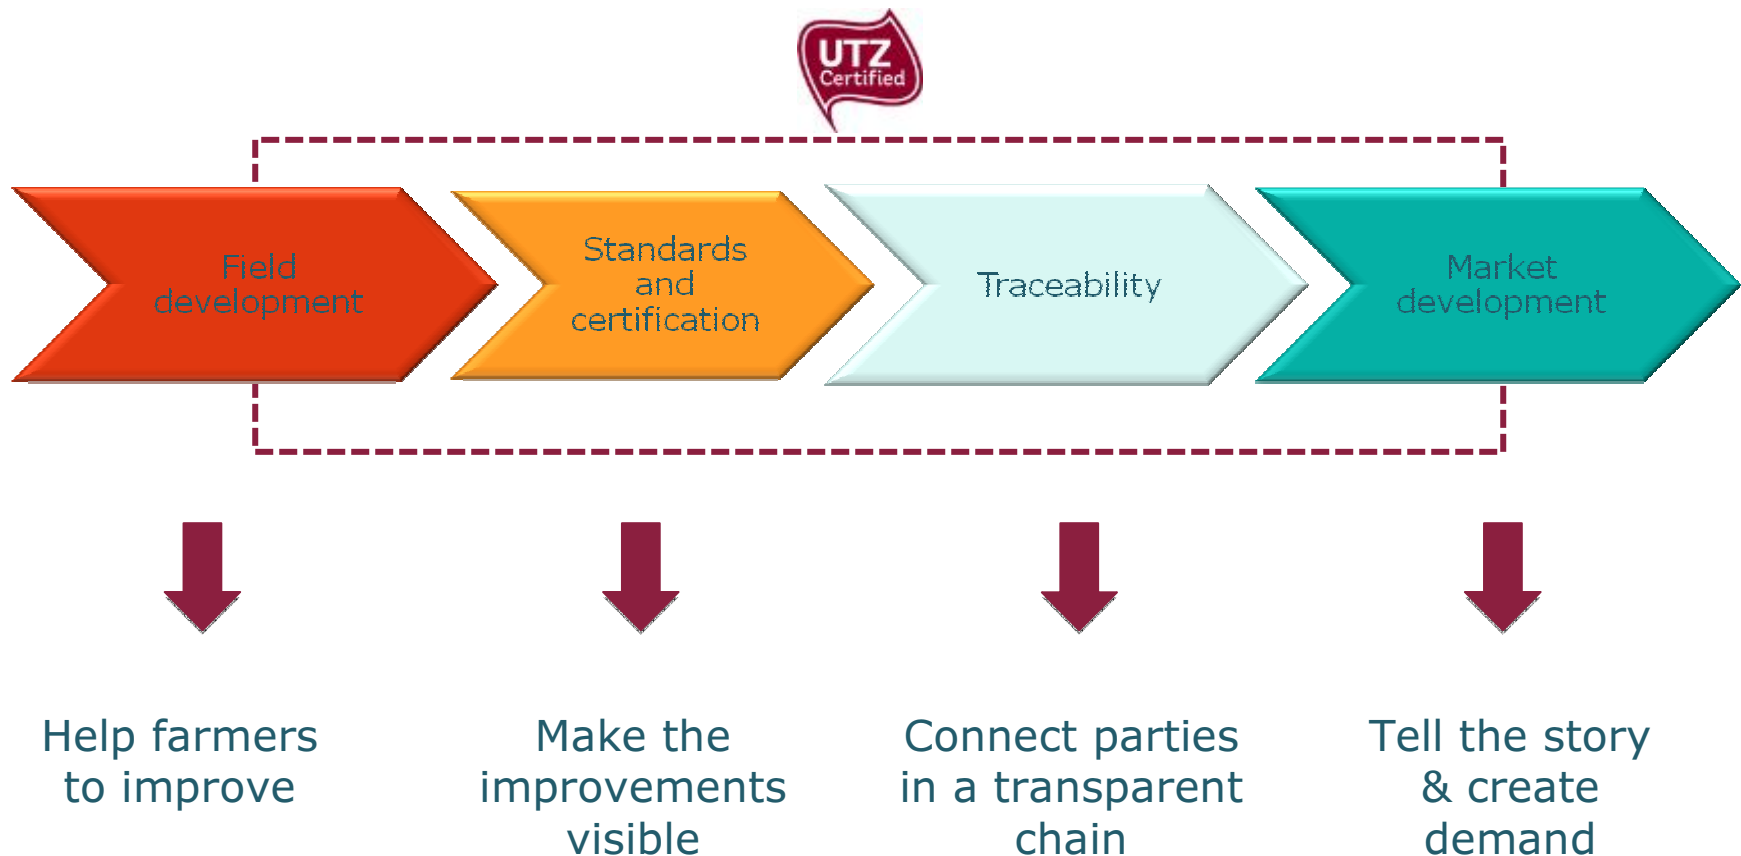 UTZ
Certified
Field
development
Standards
and
certification
Traceability
Market
development
Help farmers
to improve
Make the
improvements
visible
Connect parties
in a transparent
chain
Tell the story
& create
demand